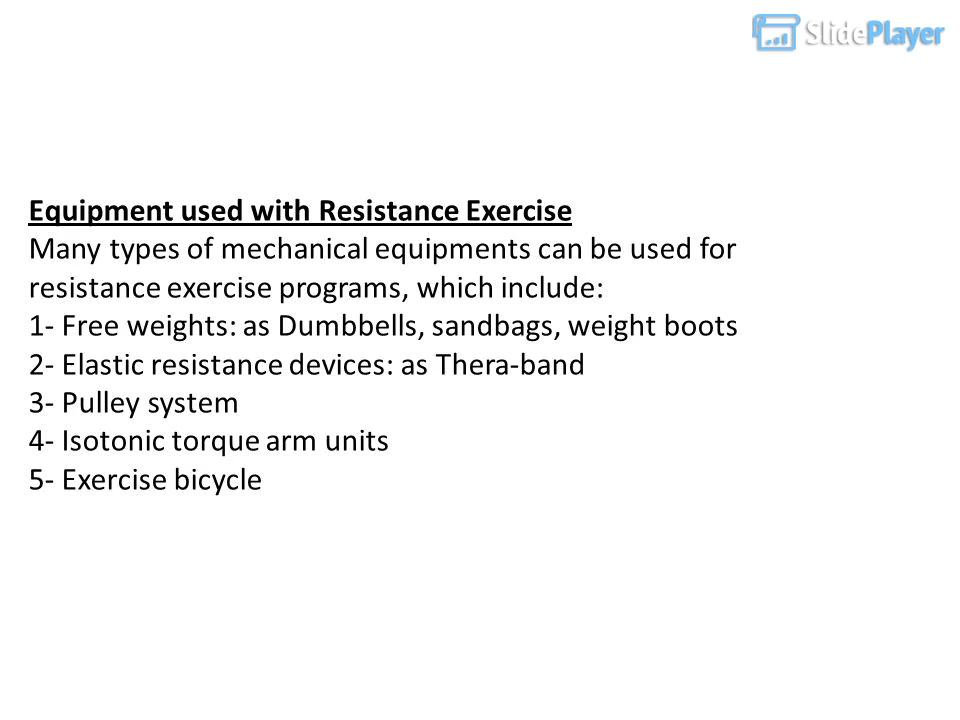 SlidePlayer
Equipment used with Resistance Exercise
Many types of mechanical equipments can be used for
resistance exercise programs, which include:
1- Free weights: as Dumbbells, sandbags, weight boots
2- Elastic resistance devices: as Thera-band
3- Pulley system
4- Isotonic torque arm units
5- Exercise bicycle